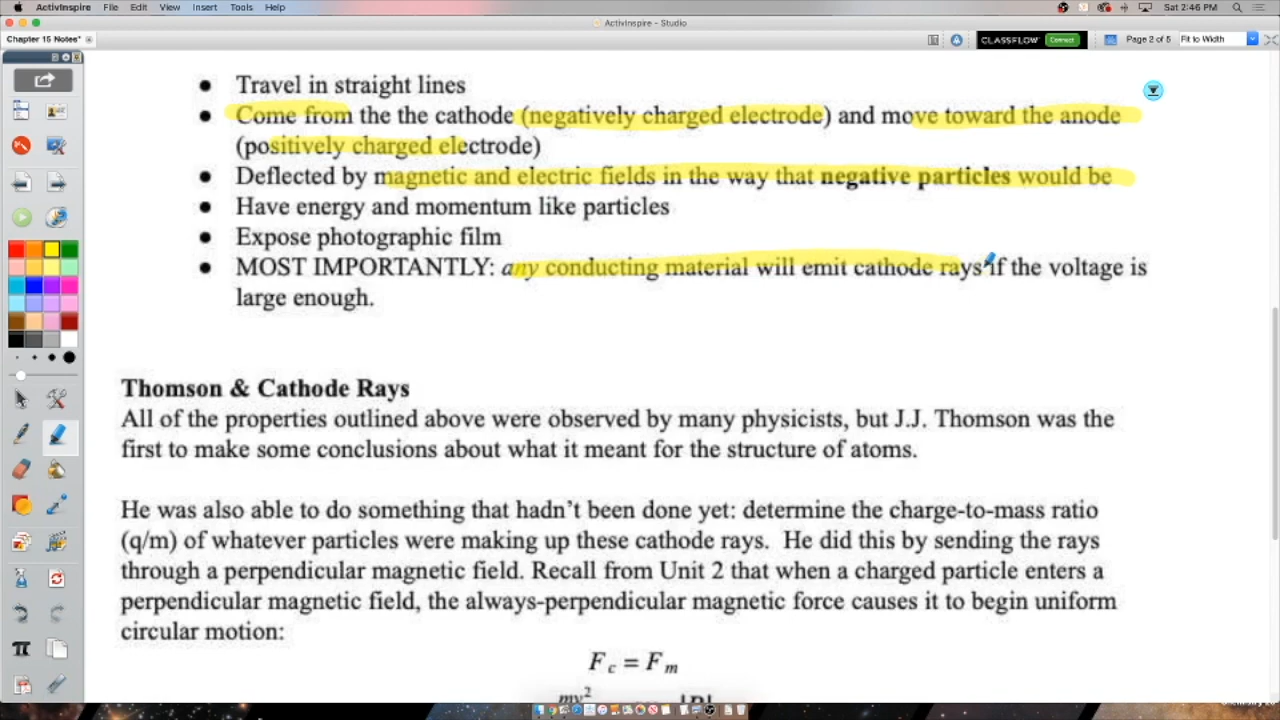 ActivInspire File Edit View Insert Tools Help Sat 2:46 PM
ActivInspire - Studio
Chapter 15 Notes* CLASSFLOW Connect Page 2 of 5 Fit to Width
● Travel in straight lines
● Come from the the cathode (negatively charged electrode) and move toward the anode
(positively charged electrode)
● Deflected by magnetic and electric fields in the way that negative particles would be
● Have energy and momentum like particles
● Expose photographic film
● MOST IMPORTANTLY: any conducting material will emit cathode rays if the voltage is
large enough.
Thomson & Cathode Rays
All of the properties outlined above were observed by many physicists, but J.J. Thomson was the
first to make some conclusions about what it meant for the structure of atoms.
He was also able to do something that hadn't been done yet: determine the charge-to-mass ratio
(q/m) of whatever particles were making up these cathode rays. He did this by sending the rays
through a perpendicular magnetic field. Recall from Unit 2 that when a charged particle enters a
perpendicular magnetic field, the always-perpendicular magnetic force causes it to begin uniform
circular motion:
F c = F m
mv²